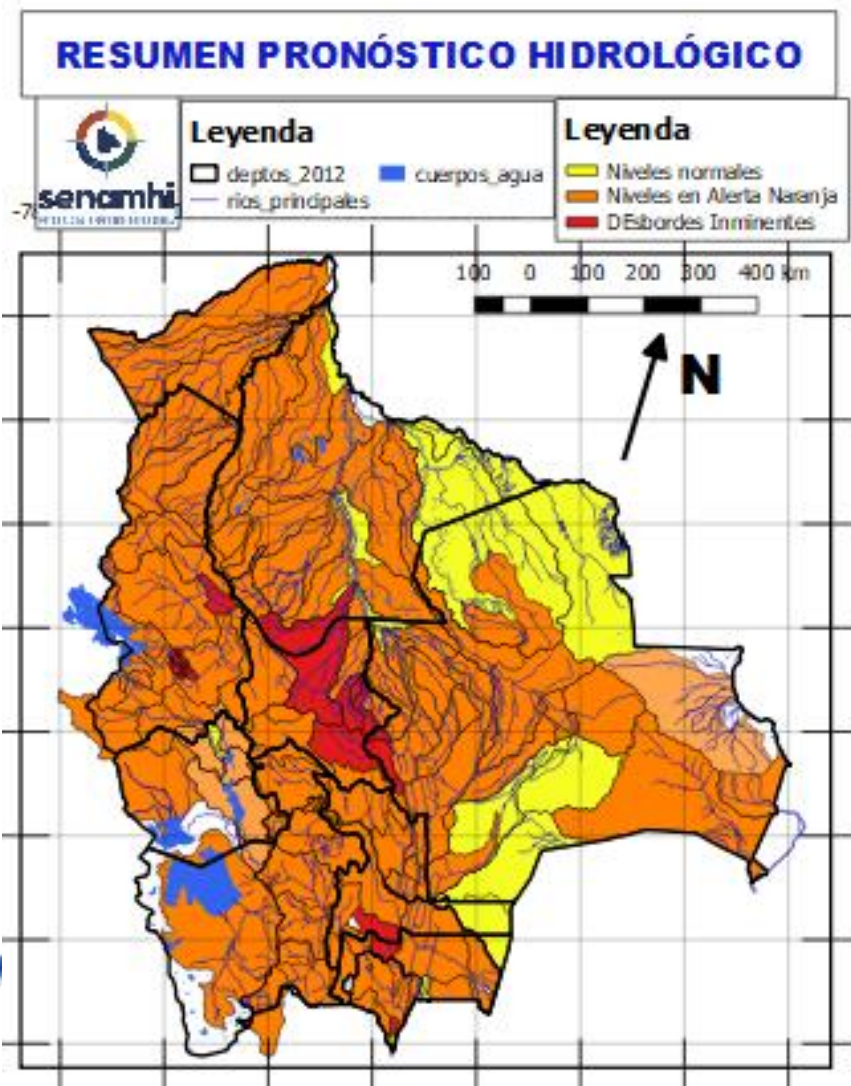 RESUMEN PRONÓSTICO HIDROLÓGICO
senamhi
Leyenda
deptos_2012
cuerpos_agua
rios_principales
Leyenda
Niveles normales
Niveles en Alerta Naranja
DEsbordes Inminentes
100 0 100 200 300 400 km
N